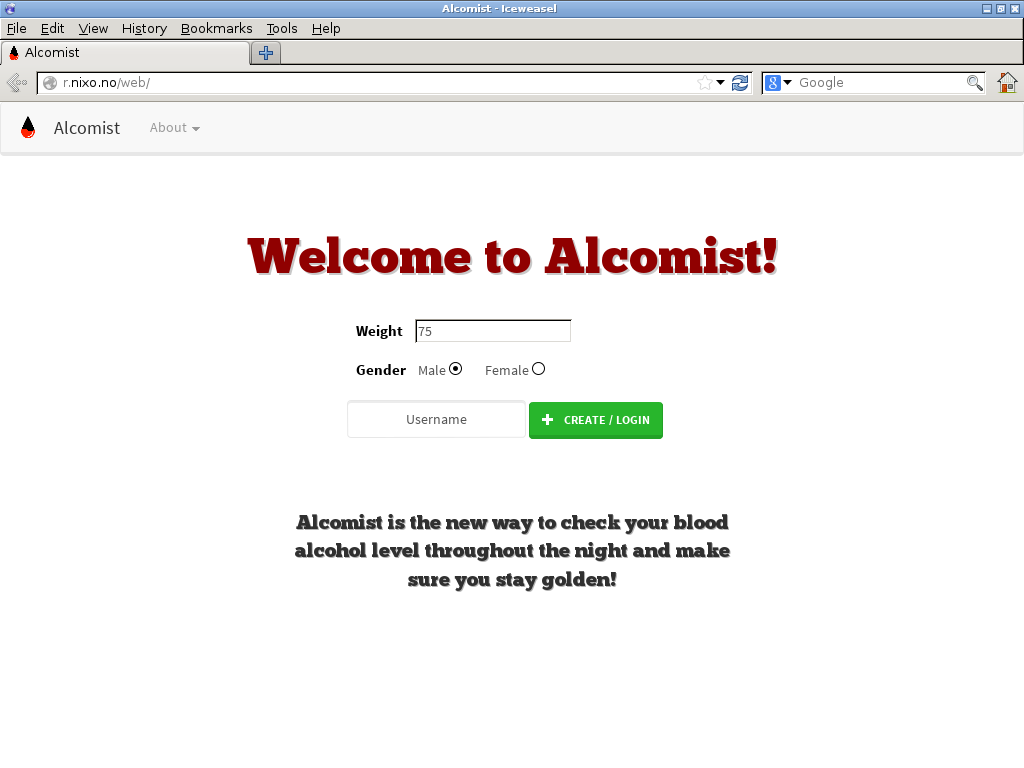 Alcomist - Iceweasel
File Edit View History Bookmarks Tools Help
Alcomist
r.nixo.no/web/ Google
Alcomist About
Welcome to Alcomist!
Weight 75
Gender Male Female
Username CREATE / LOGIN
Alcomist is the new way to check your blood
alcohol level throughout the night and make
sure you stay golden!